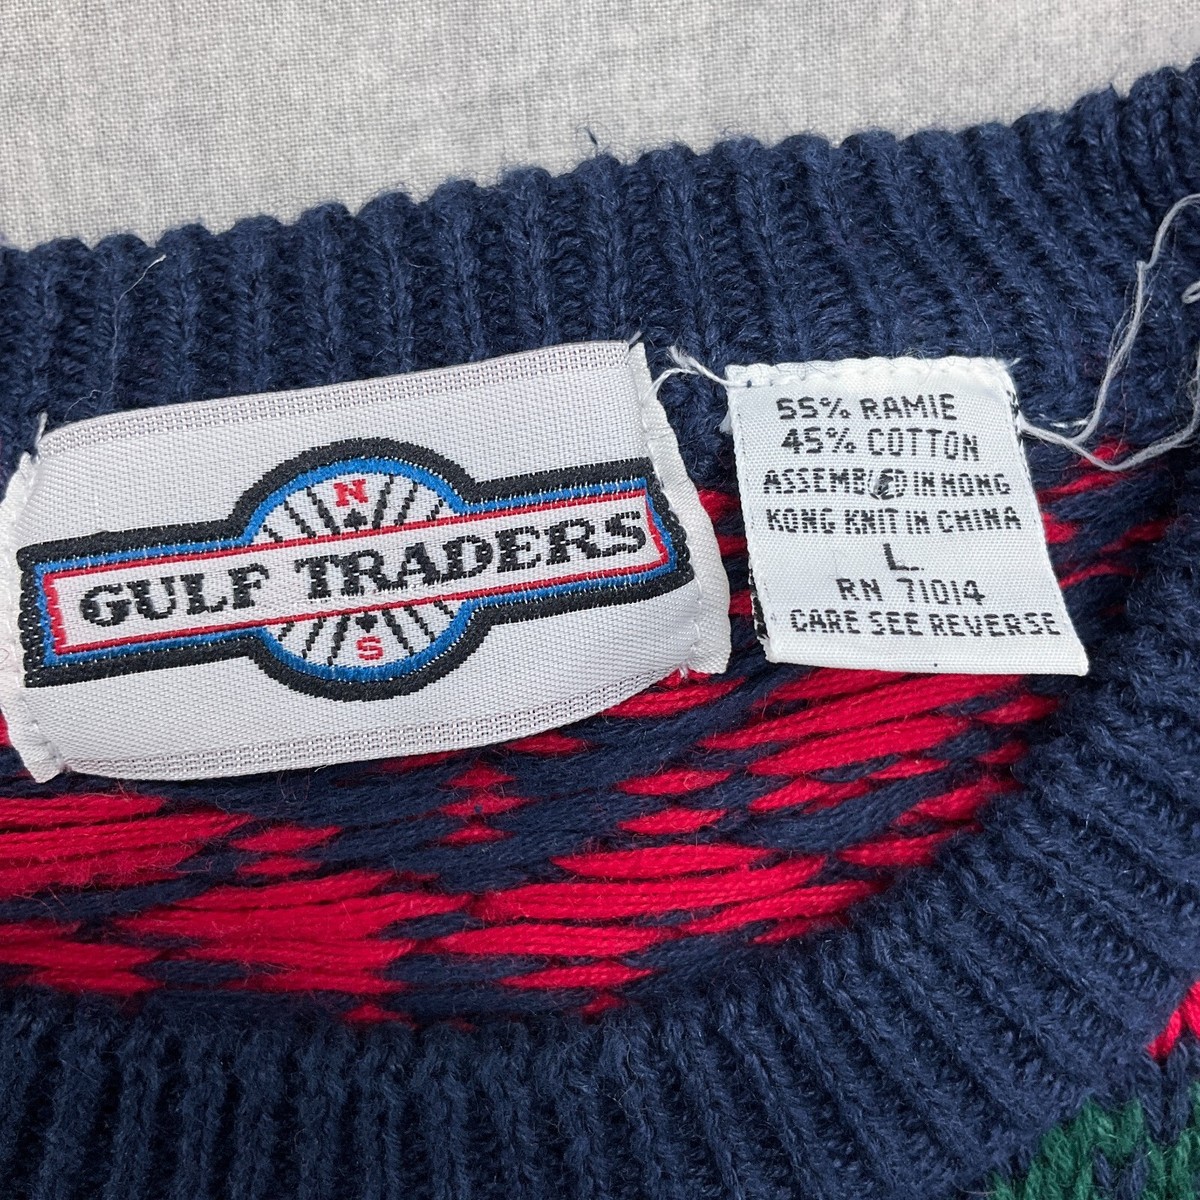 N
GULF TRADERS
S
55% RAMIE
45% COTTON
ASSEMBLED IN HONG
KONG KNIT IN CHINA
L.
RN 71014
CARE SEE REVERSE